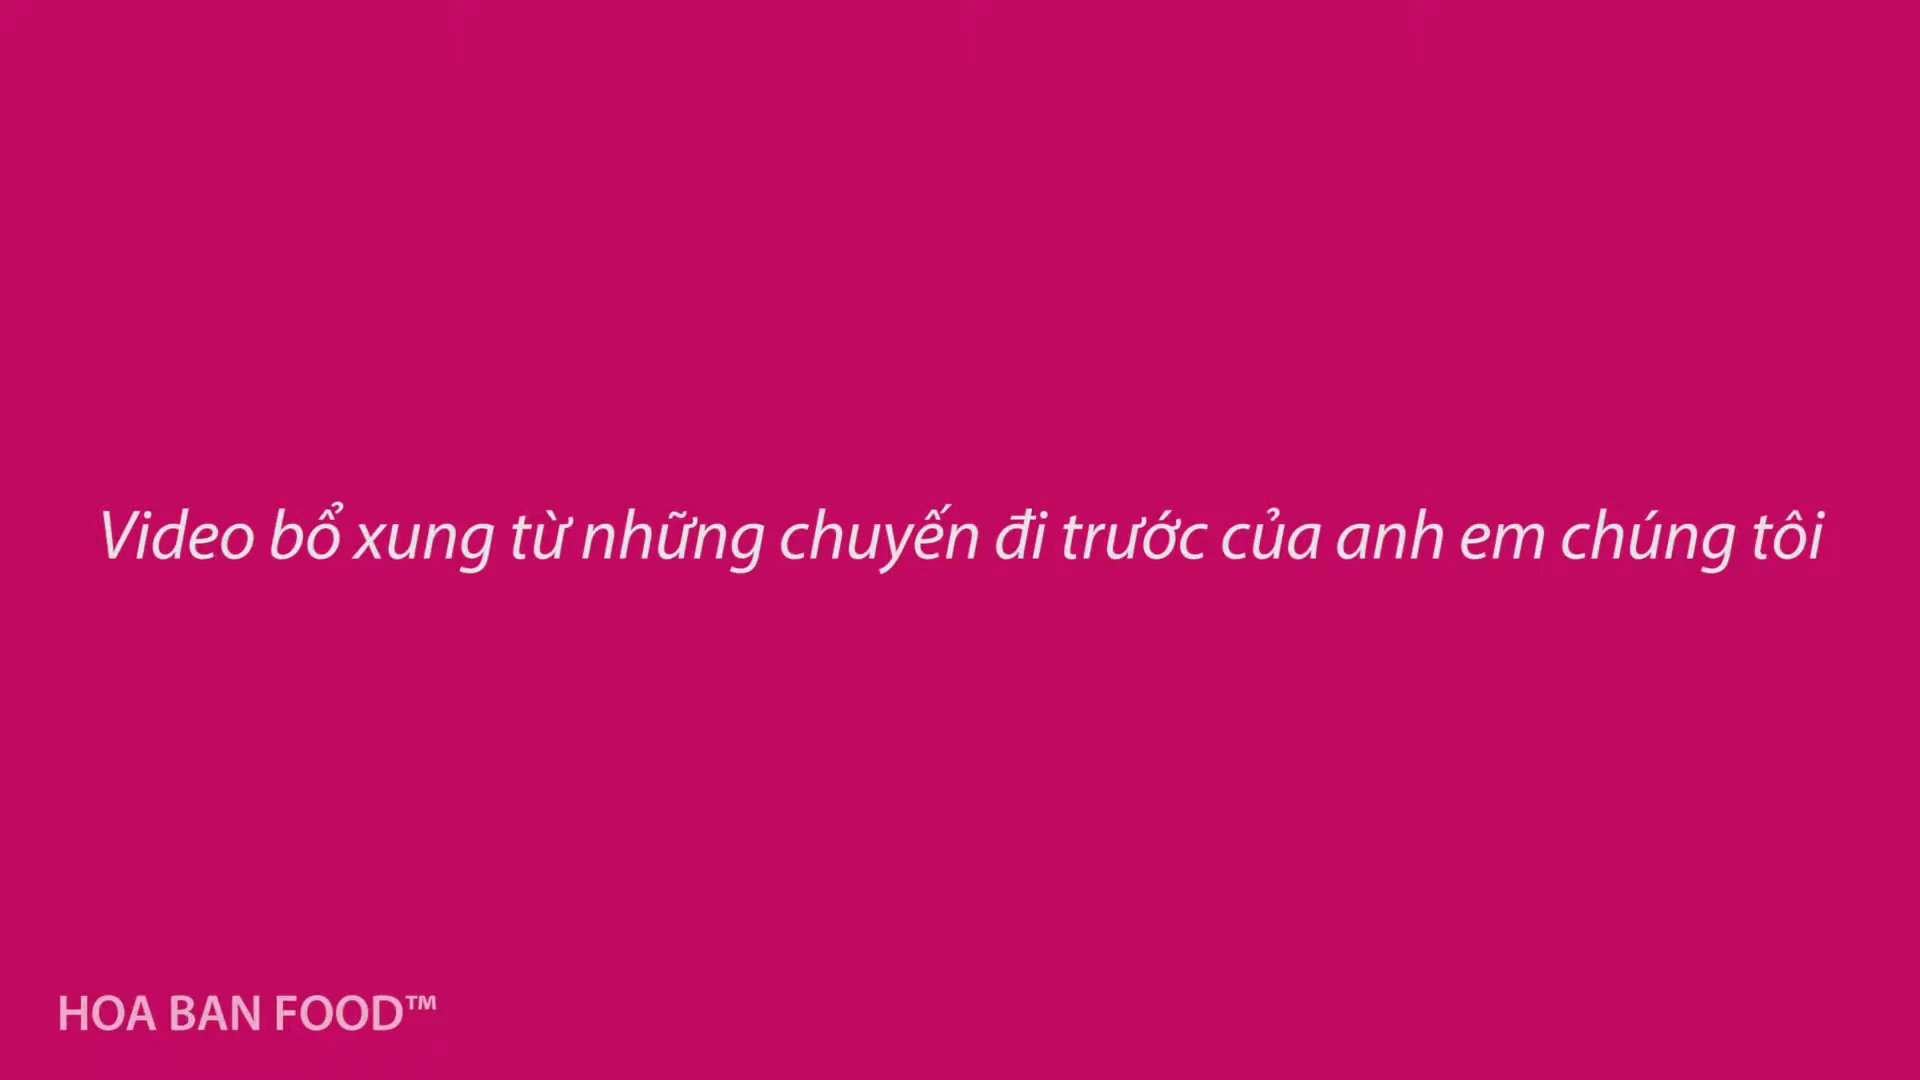 Video bổ xung từ những chuyến đi trước của anh em chúng tôi
HOA BAN FOOD™